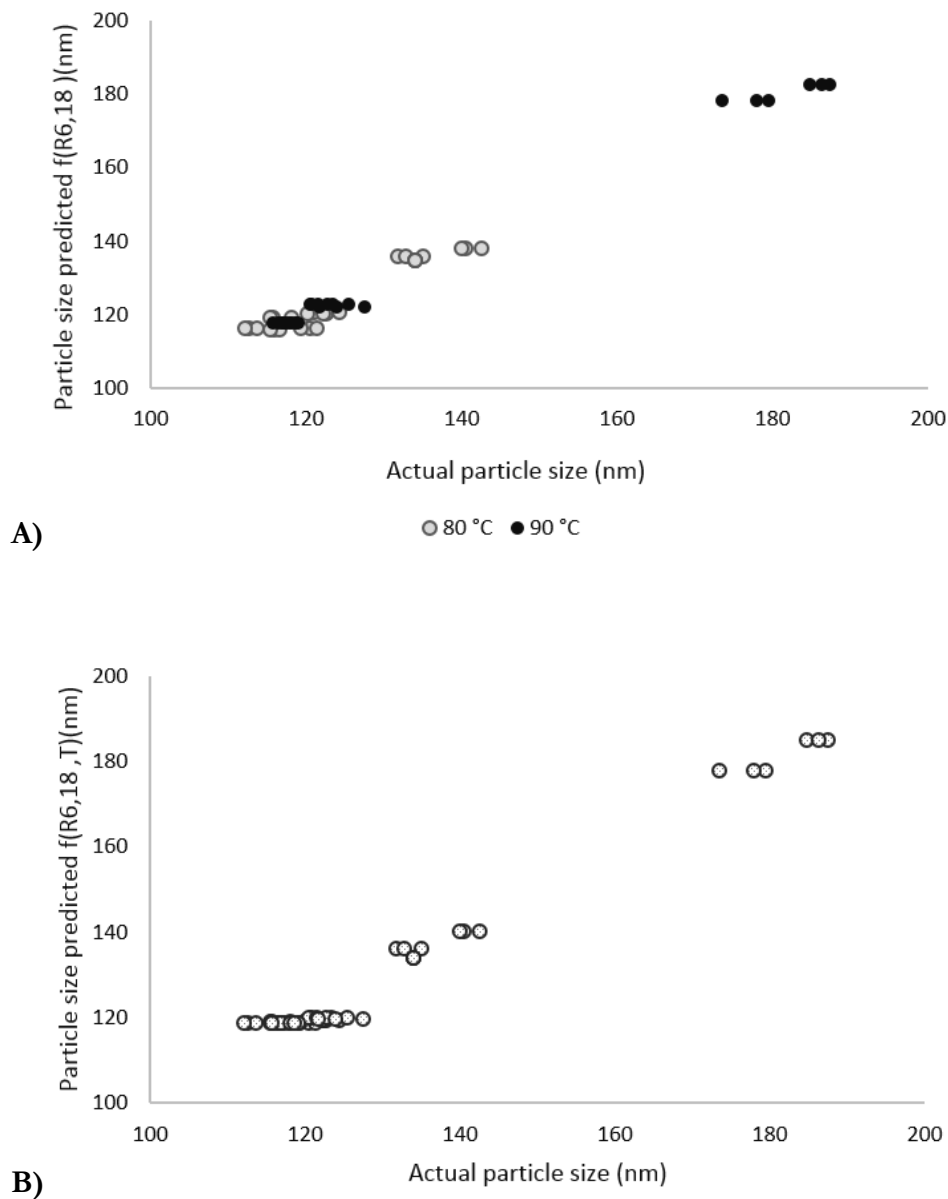 Particle size predicted f(R6,18 )(nm)
200
180
160
140
120
100
100 120 140 160 180 200
Actual particle size (nm)
A)
80 °C 90 °C
Particle size predicted f(R6,18 ,T)(nm)
200
180
160
140
120
100
100 120 140 160 180 200
Actual particle size (nm)
B)